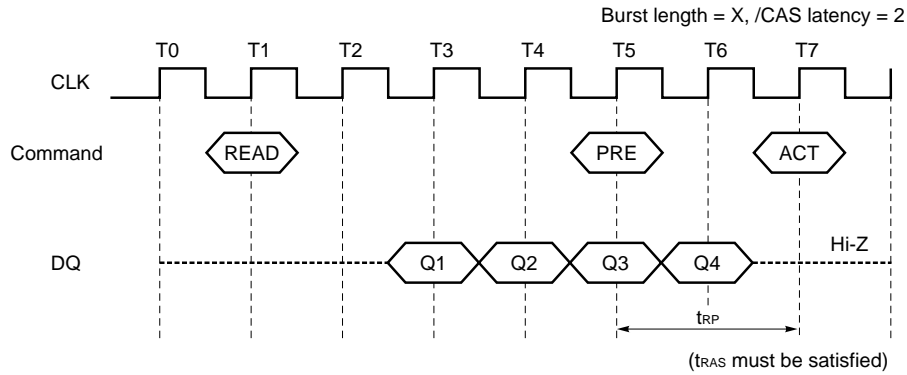 Burst length = X, /CAS latency = 2
T0 T1 T2 T3 T4 T5 T6 T7
CLK
Command READ PRE ACT
DQ Q1 Q2 Q3 Q4 Hi-Z
tRP
(tRAS must be satisfied)